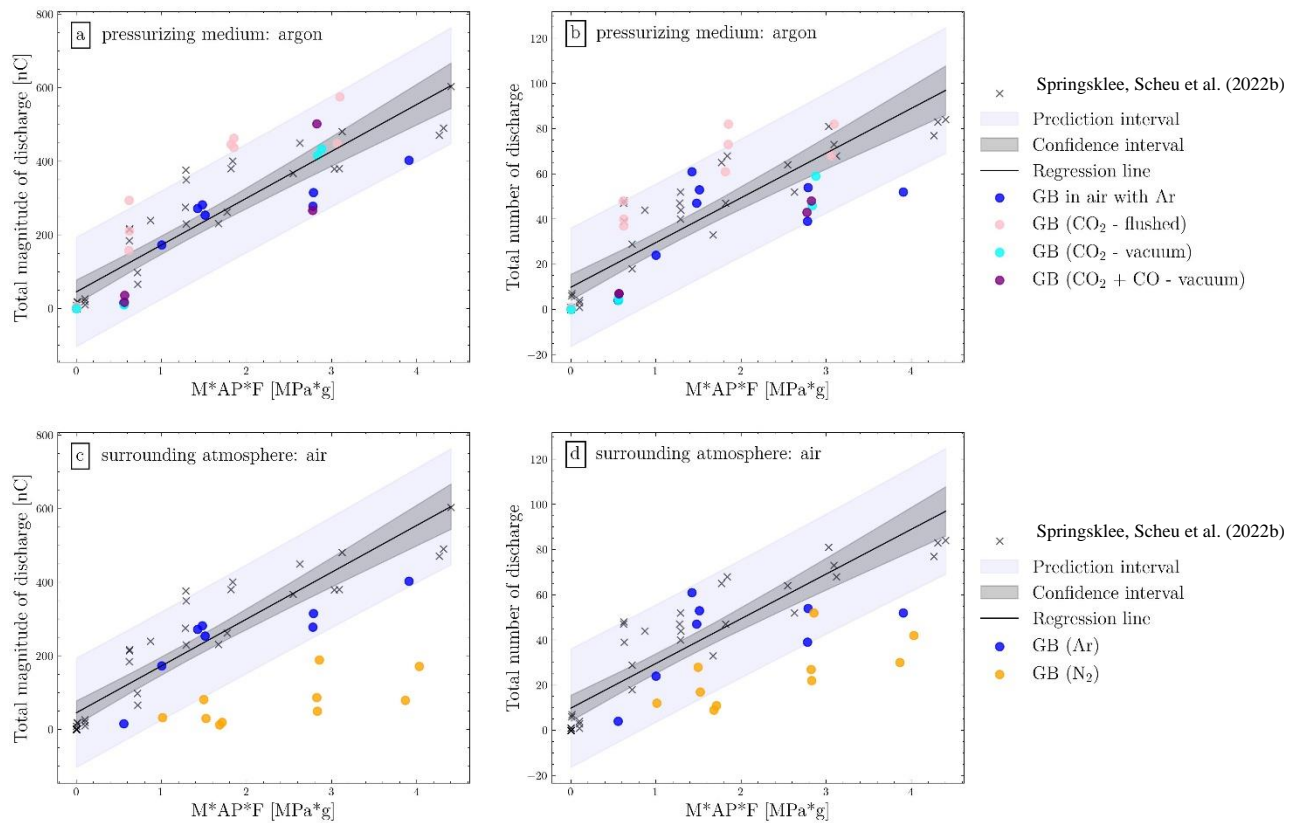 a pressurizing medium: argon
Total magnitude of discharge [nC]
800
600
400
200
0
0 1 2 3 4
M*AP*F [MPa*g]
b pressurizing medium: argon
Total number of discharge
120
100
80
60
40
20
0
−20
0 1 2 3 4
M*AP*F [MPa*g]
Springsklee, Scheu et al. (2022b)
Prediction interval
Confidence interval
Regression line
GB in air with Ar
GB (CO₂ - flushed)
GB (CO₂ - vacuum)
GB (CO₂ + CO - vacuum)
c surrounding atmosphere: air
Total magnitude of discharge [nC]
800
600
400
200
0
0 1 2 3 4
M*AP*F [MPa*g]
d surrounding atmosphere: air
Total number of discharge
120
100
80
60
40
20
0
−20
0 1 2 3 4
M*AP*F [MPa*g]
Springsklee, Scheu et al. (2022b)
Prediction interval
Confidence interval
Regression line
GB (Ar)
GB (N₂)